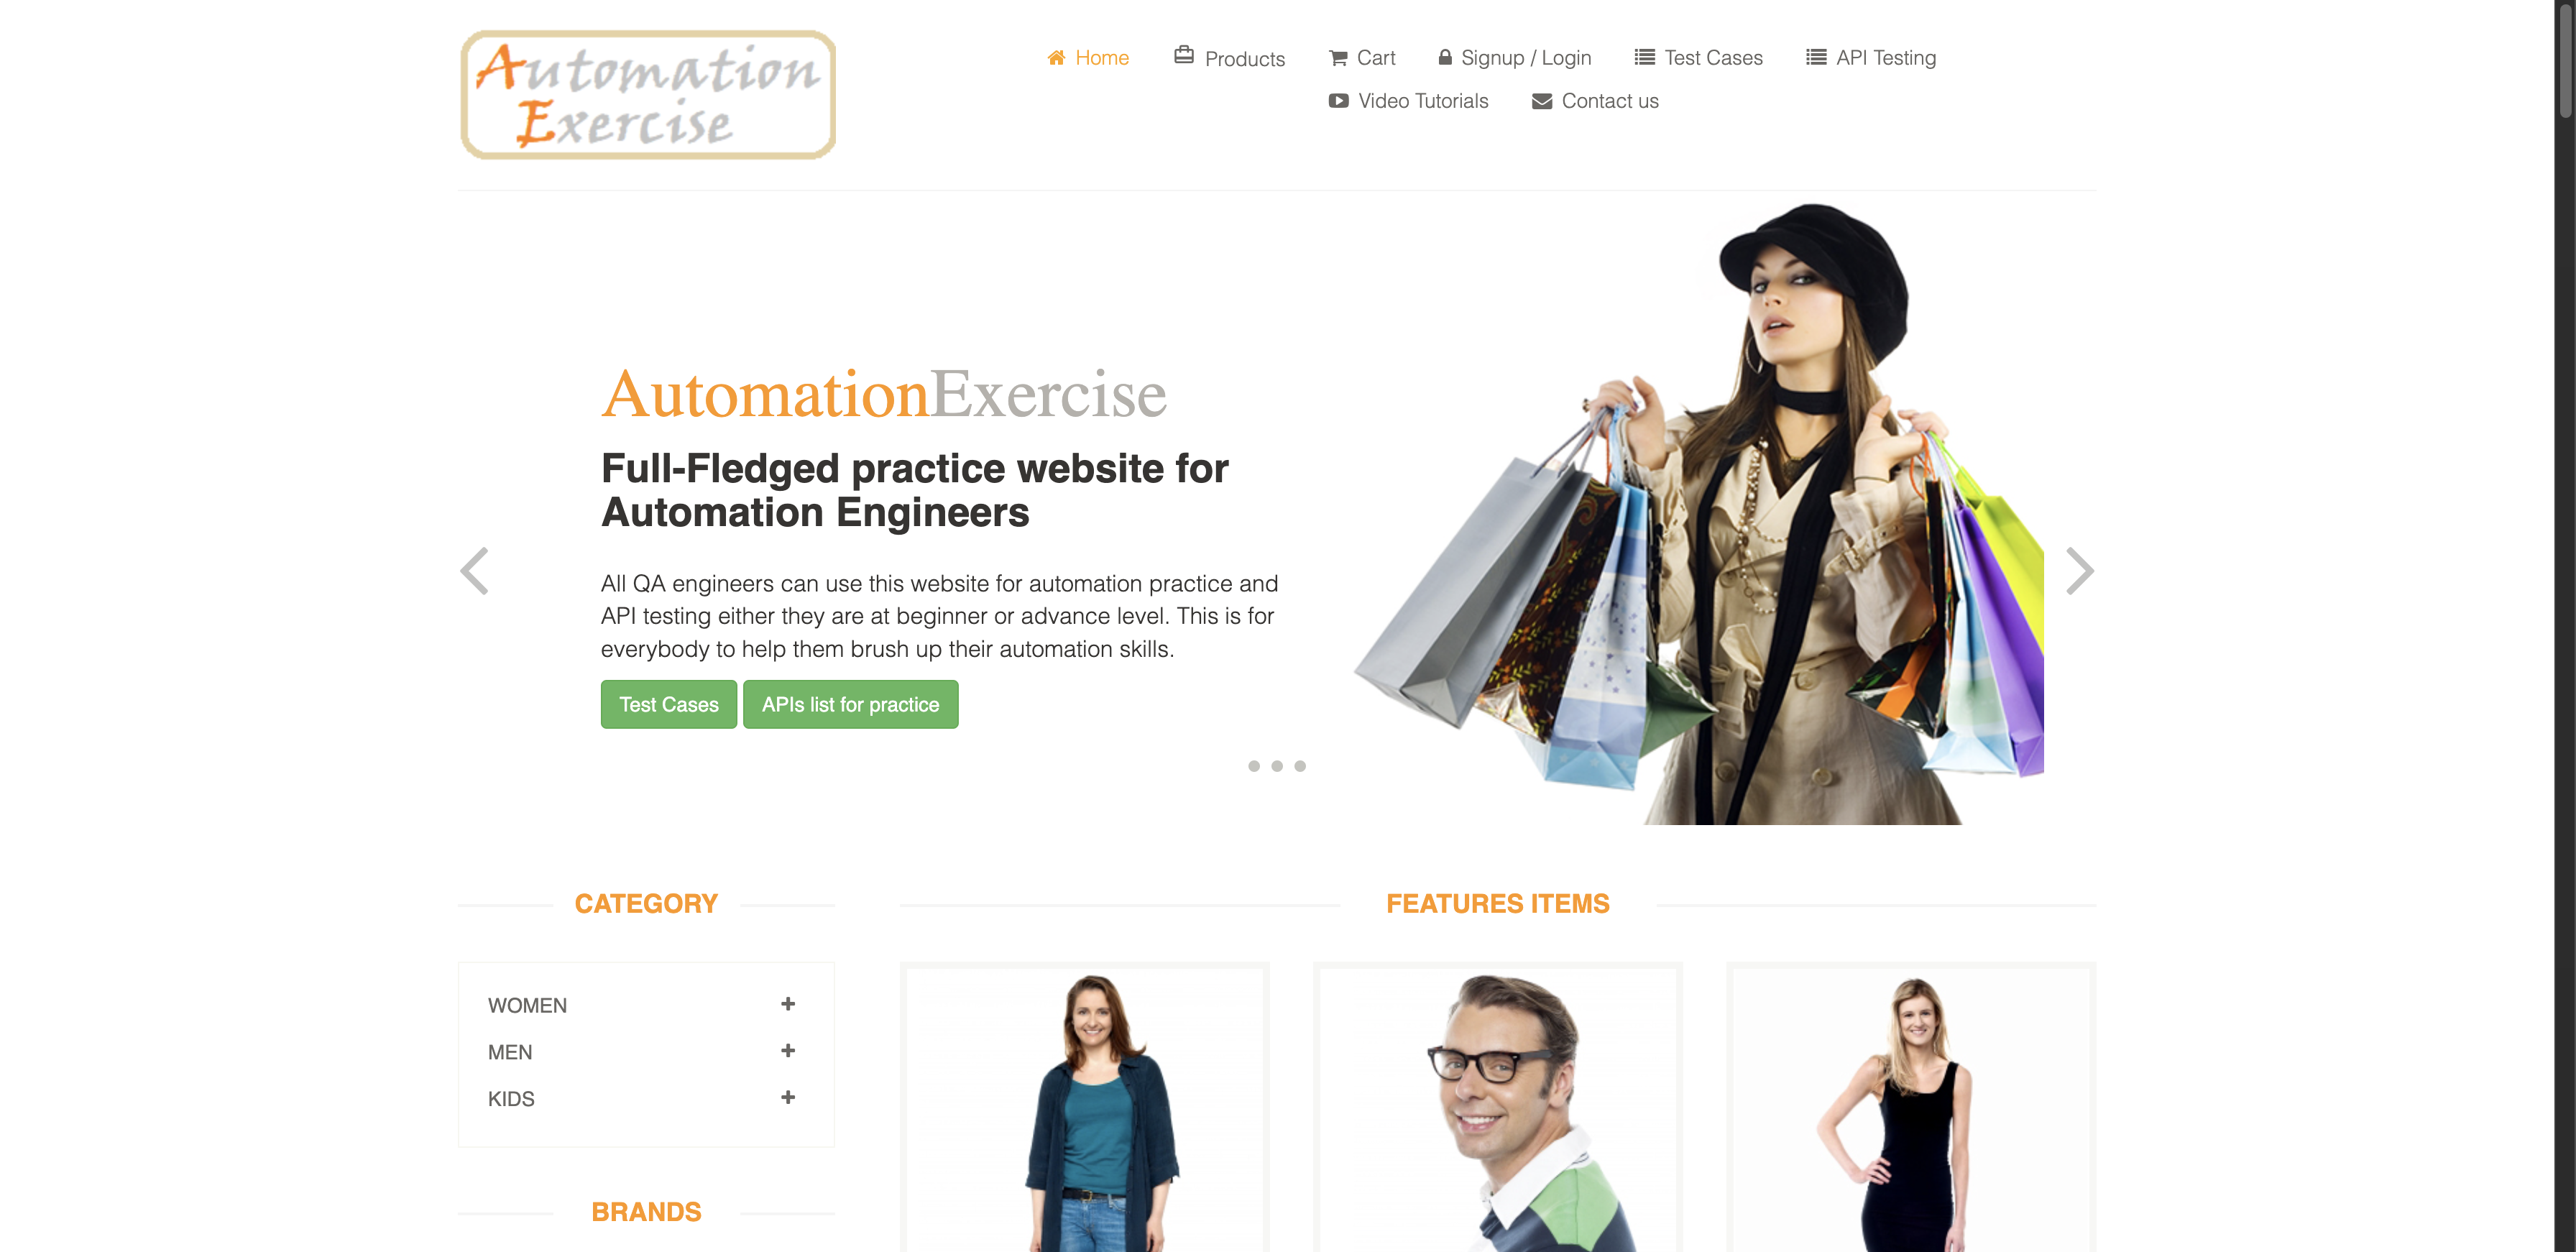 Automation
Exercise
Home Products Cart Signup / Login Test Cases API Testing
Video Tutorials Contact us
AutomationExercise
Full-Fledged practice website for
Automation Engineers
All QA engineers can use this website for automation practice and
API testing either they are at beginner or advance level. This is for
everybody to help them brush up their automation skills.
Test Cases APIs list for practice
CATEGORY
WOMEN
MEN
KIDS
BRANDS
FEATURES ITEMS